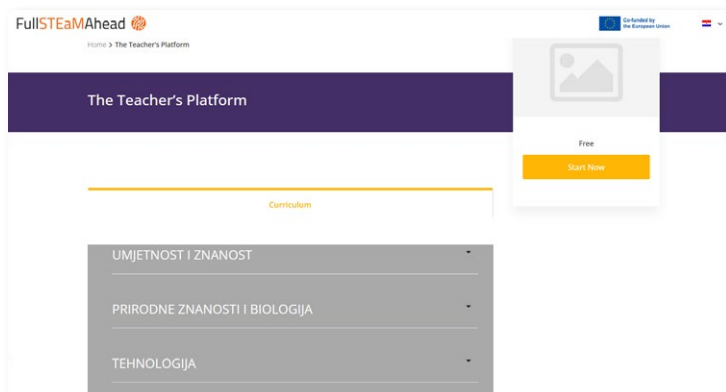 FullSTEaMAhead
Co-funded by
the European Union
Home > The Teacher's Platform
The Teacher's Platform
Free
Start Now
Curriculum
UMJETNOST I ZNANOST
PRIRODNE ZNANOSTI I BIOLOGIJA
TEHNOLOGIJA